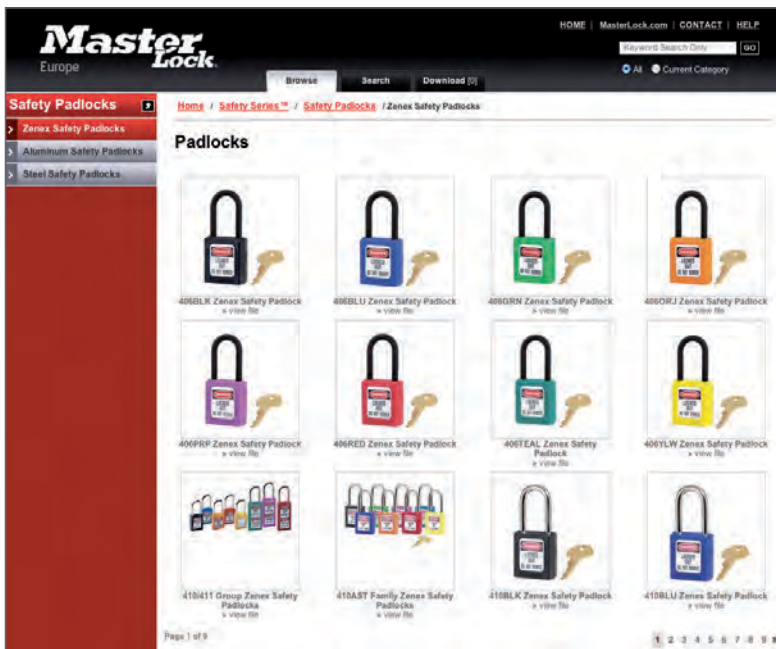 HOME | MasterLock.com | CONTACT | HELP
Master Lock
Europe
Keyword Search Only GO
All Current Category
Browse Search Download [0]
Safety Padlocks
Home / Safety Series™ / Safety Padlocks / Zenex Safety Padlocks
Zenex Safety Padlocks
Aluminum Safety Padlocks
Steel Safety Padlocks
Padlocks
406BLK Zenex Safety Padlock
» view file
406BLU Zenex Safety Padlock
» view file
406GRN Zenex Safety Padlock
» view file
406ORJ Zenex Safety Padlock
» view file
406PRP Zenex Safety Padlock
» view file
406RED Zenex Safety Padlock
» view file
406TEAL Zenex Safety
Padlock
» view file
406YLW Zenex Safety Padlock
» view file
410/411 Group Zenex Safety
Padlocks
» view file
410AST Family Zenex Safety
Padlocks
» view file
410BLK Zenex Safety Padlock
» view file
410BLU Zenex Safety Padlock
» view file
Page 1 of 9
1 2 3 4 5 6 7 8 9